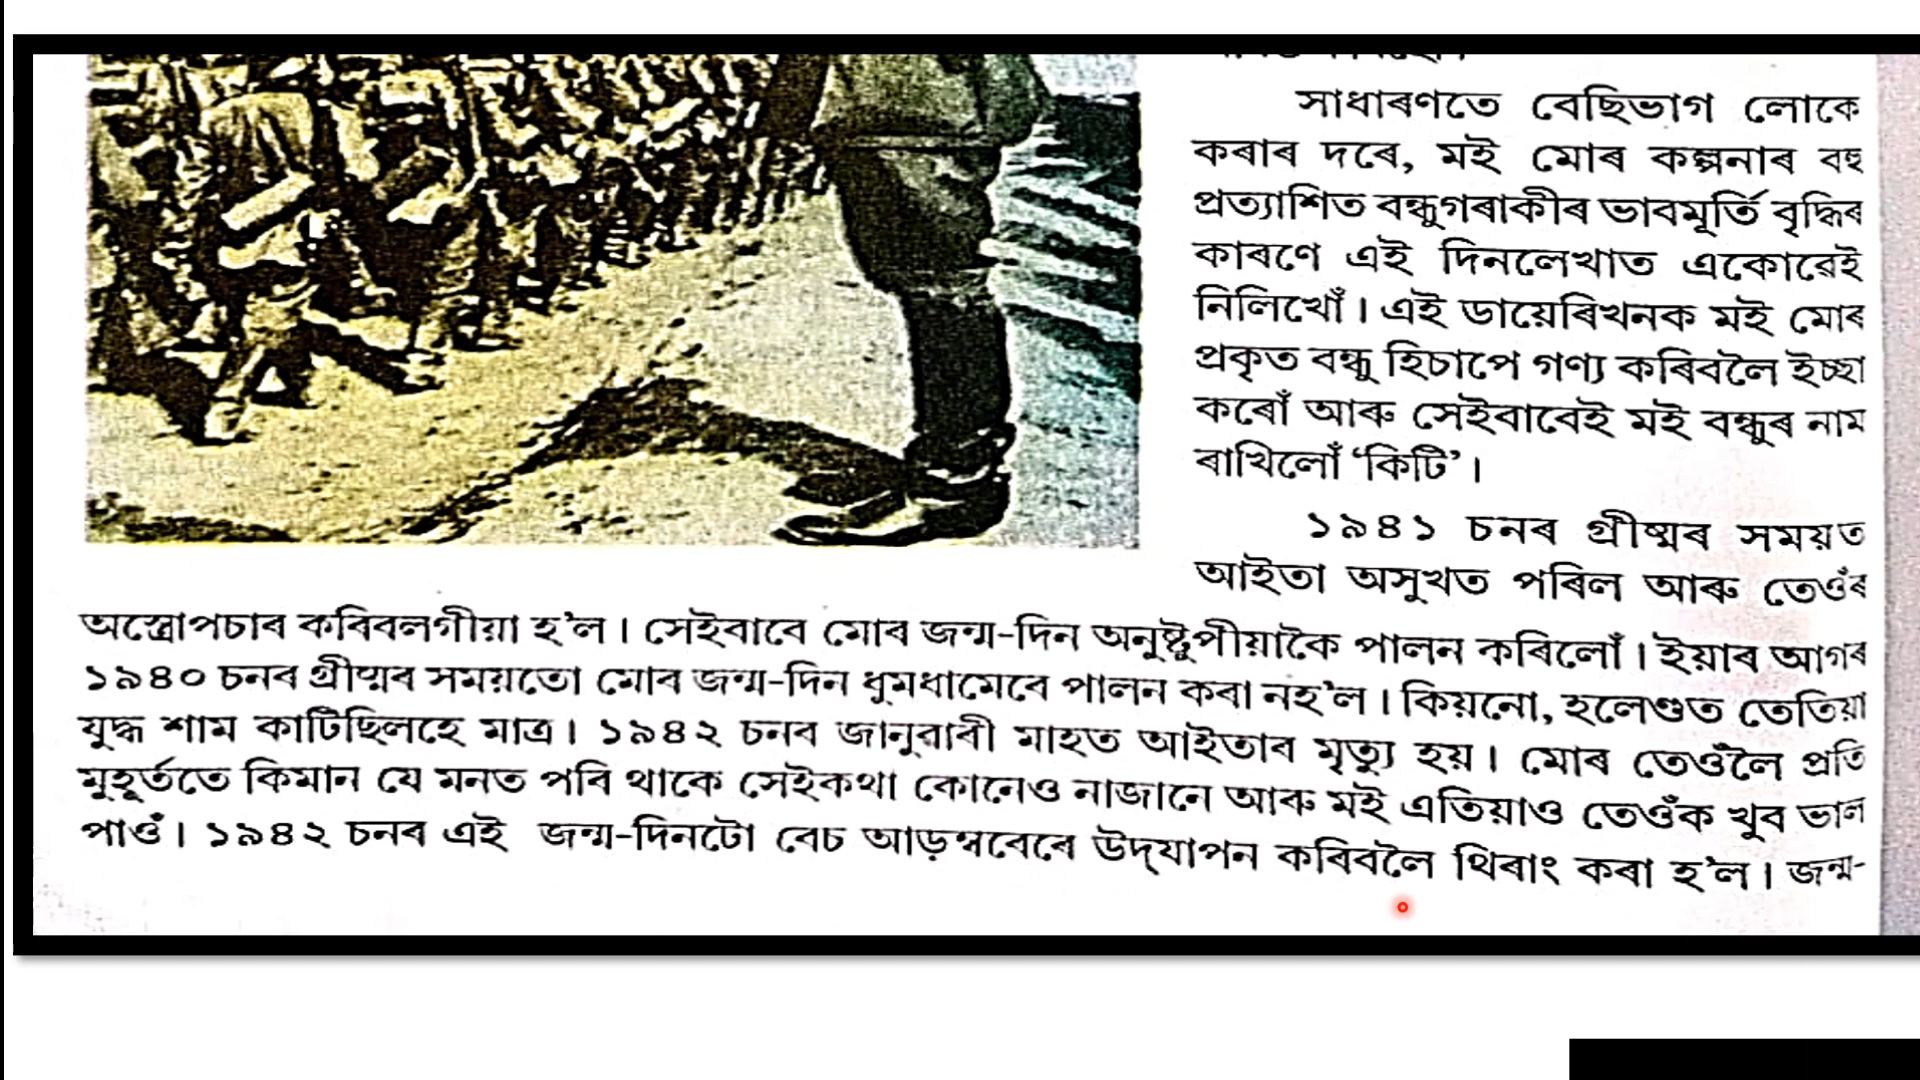 সাধাৰণতে বেছিভাগ লোকে
কৰাৰ দৰে, মই মোৰ কল্পনাৰ বহু
প্ৰত্যাশিত বন্ধুগৰাকীৰ ভাবমূৰ্তি বৃদ্ধিৰ
কাৰণে এই দিনলেখাত একোৱেই
নিলিখোঁ। এই ডায়েৰিখনক মই মোৰ
প্ৰকৃত বন্ধু হিচাপে গণ্য কৰিবলৈ ইচ্ছা
কৰোঁ আৰু সেইবাবেই মই বন্ধুৰ নাম
ৰাখিলোঁ ‘কিটি’।
১৯৪১ চনৰ গ্ৰীষ্মৰ সময়ত
আইতা অসুখত পৰিল আৰু তেওঁৰ
অস্ত্ৰোপচাৰ কৰিবলগীয়া হ’ল। সেইবাবে মোৰ জন্ম-দিন অনুষ্টুপীয়াকৈ পালন কৰিলোঁ। ইয়াৰ আগৰ
১৯৪০ চনৰ গ্ৰীষ্মৰ সময়তো মোৰ জন্ম-দিন ধুমধামেৰে পালন কৰা নহ’ল। কিয়নো, হলেণ্ডত তেতিয়া
যুদ্ধ শাম কাটিছিলহে মাত্ৰ। ১৯৪২ চনৰ জানুৱাৰী মাহত আইতাৰ মৃত্যু হয়। মোৰ তেওঁলৈ প্ৰতি
মুহূৰ্ততে কিমান যে মনত পৰি থাকে সেইকথা কোনেও নাজানে আৰু মই এতিয়াও তেওঁক খুব ভাল
পাওঁ। ১৯৪২ চনৰ এই জন্ম-দিনটো বেচ আড়ম্বৰেৰে উদ্‌যাপন কৰিবলৈ থিৰাং কৰা হ’ল। জন্ম-